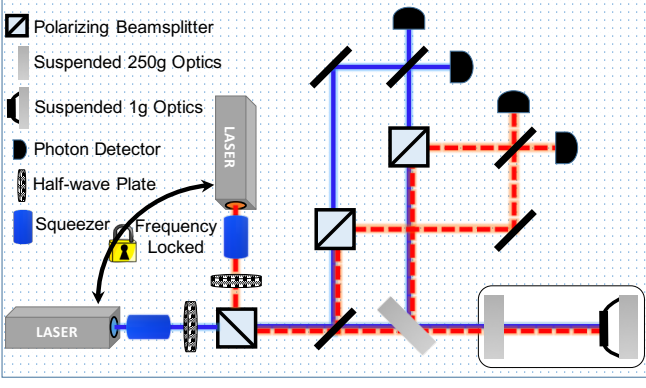 Polarizing Beamsplitter
Suspended 250g Optics
Suspended 1g Optics
Photon Detector
Half-wave Plate
Squeezer
LASER
Frequency
Locked
LASER